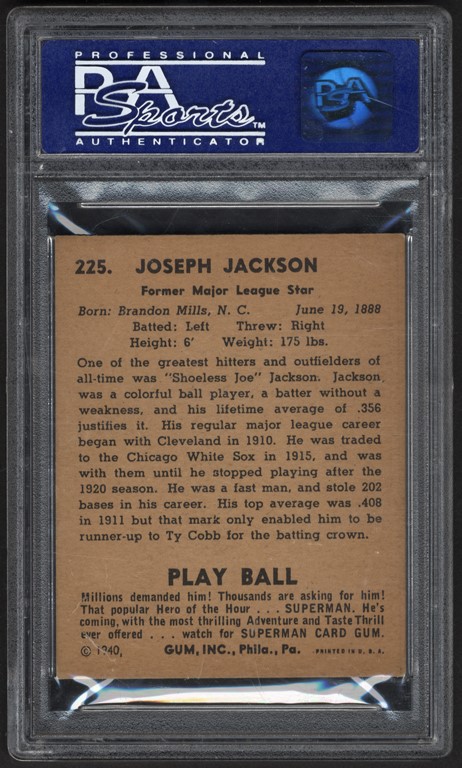 PROFESSIONAL
PSA
Sports™
AUTHENTICATOR
PSA
225. JOSEPH JACKSON
Former Major League Star
Born: Brandon Mills, N. C. June 19, 1888
Batted: Left Threw: Right
Height: 6' Weight: 175 lbs.
One of the greatest hitters and outfielders of
all-time was "Shoeless Joe" Jackson. Jackson,
was a colorful ball player, a batter without a
weakness, and his lifetime average of .356
justifies it. His regular major league career
began with Cleveland in 1910. He was traded
to the Chicago White Sox in 1915, and was
with them until he stopped playing after the
1920 season. He was a fast man, and stole 202
bases in his career. His top average was .408
in 1911 but that mark only enabled him to be
runner-up to Ty Cobb for the batting crown.
PLAY BALL
Millions demanded him! Thousands are asking for him!
That popular Hero of the Hour . . . SUPERMAN. He's
coming, with the most thrilling Adventure and Taste Thrill
ever offered . . . watch for SUPERMAN CARD GUM.
© 1940, GUM, INC., Phila., Pa. PRINTED IN U. S. A.